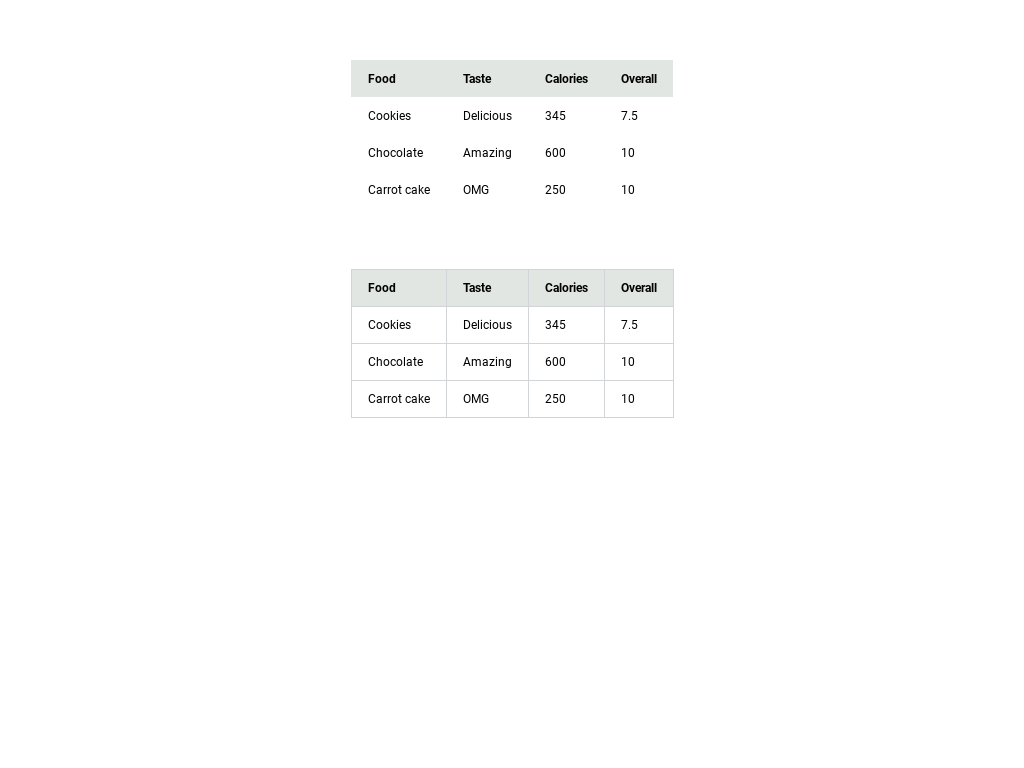 Food Taste Calories Overall
Cookies Delicious 345 7.5
Chocolate Amazing 600 10
Carrot cake OMG 250 10
Food Taste Calories Overall
Cookies Delicious 345 7.5
Chocolate Amazing 600 10
Carrot cake OMG 250 10